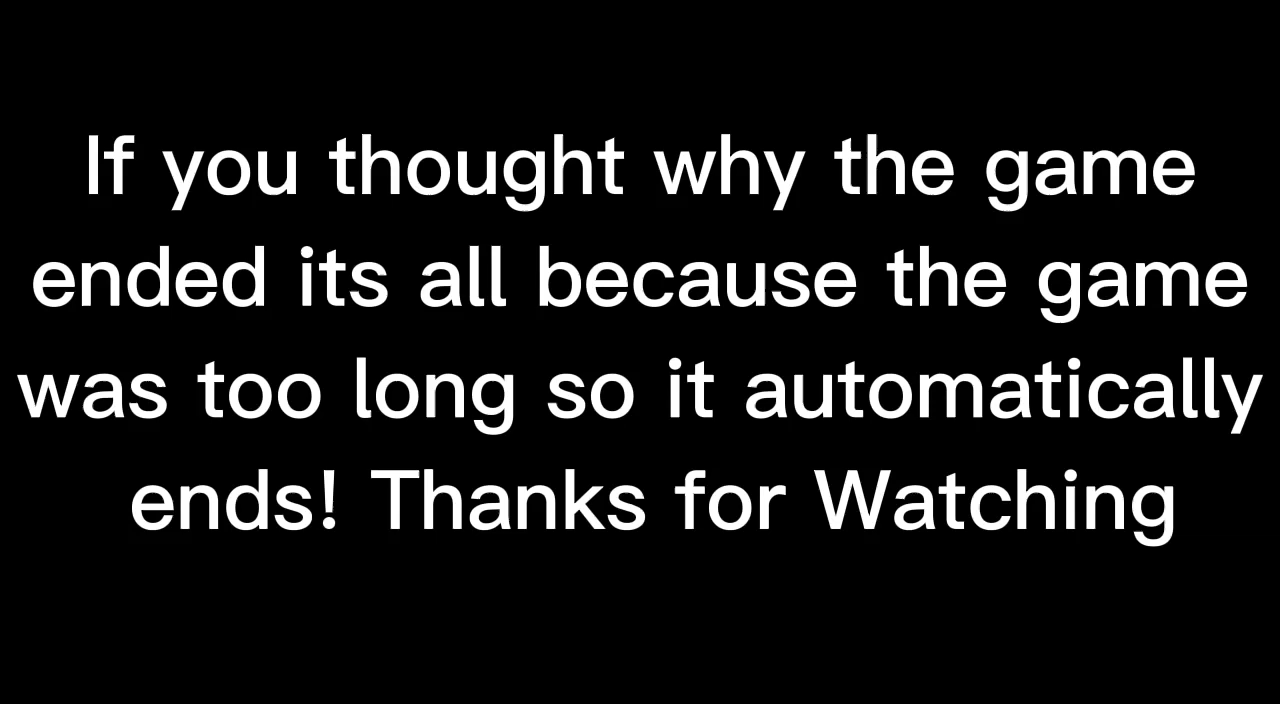 If you thought why the game
ended its all because the game
was too long so it automatically
ends! Thanks for Watching